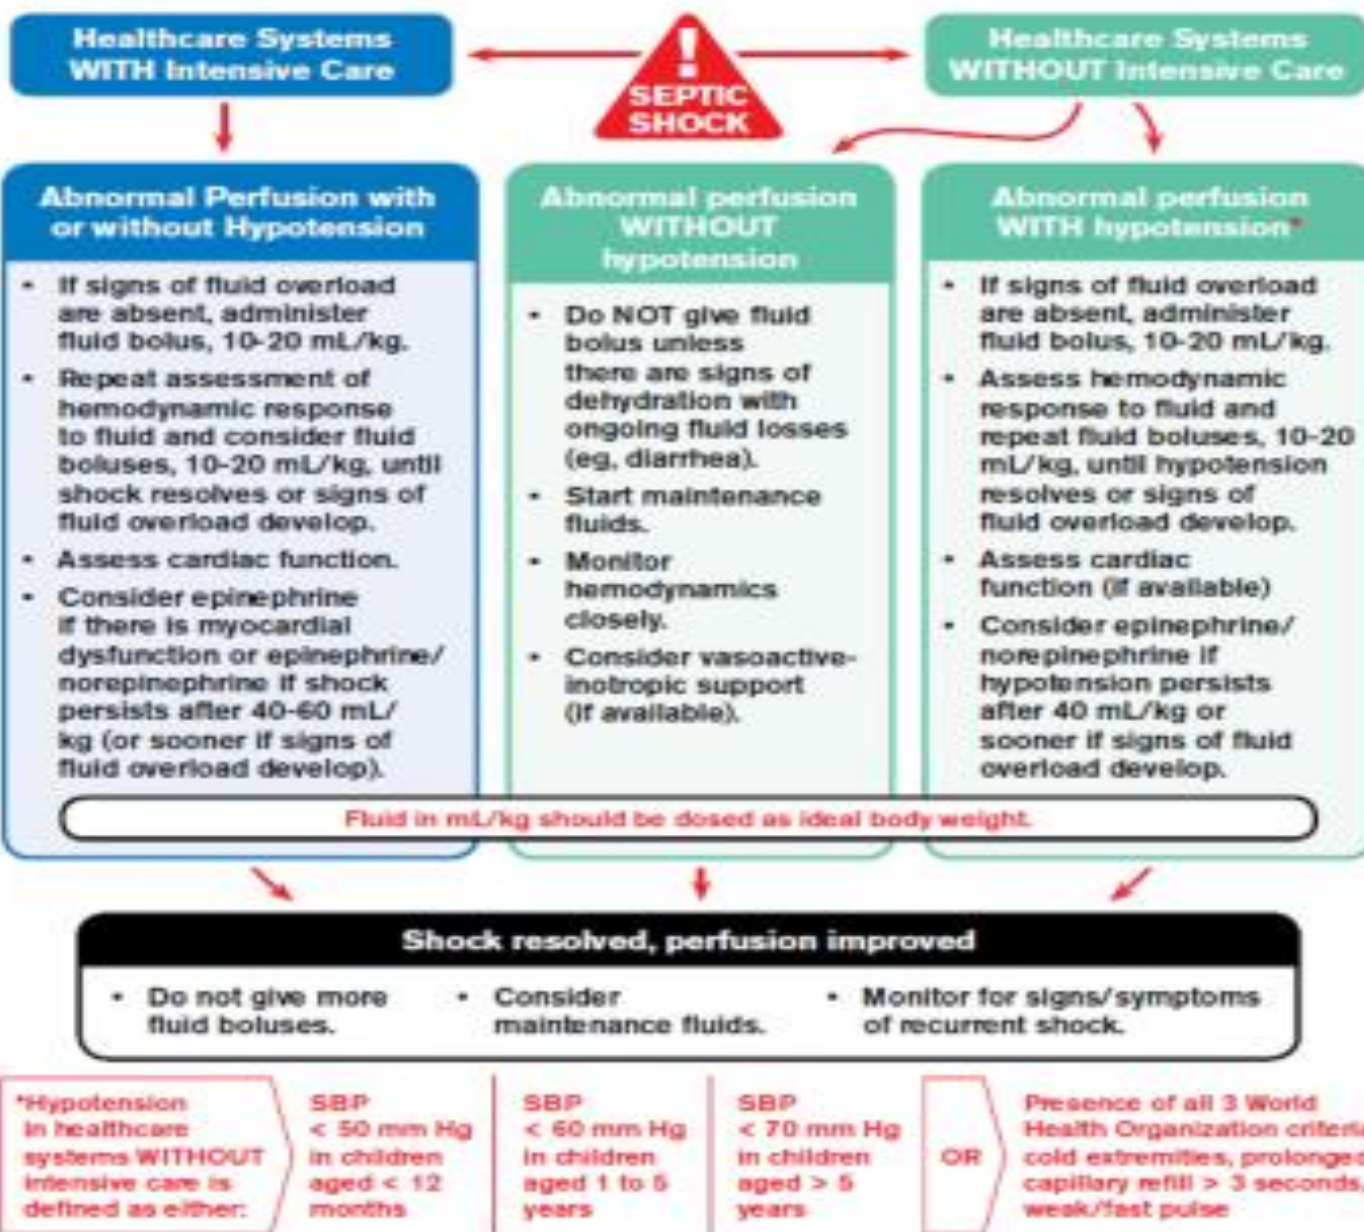 Healthcare Systems
WITH Intensive Care
!
SEPTIC
SHOCK
Healthcare Systems
WITHOUT Intensive Care
Abnormal Perfusion with
or without Hypotension
• If signs of fluid overload
are absent, administer
fluid bolus, 10-20 mL/kg.
• Repeat assessment of
hemodynamic response
to fluid and consider fluid
boluses, 10-20 mL/kg, until
shock resolves or signs of
fluid overload develop.
• Assess cardiac function.
• Consider epinephrine
if there is myocardial
dysfunction or epinephrine/
norepinephrine if shock
persists after 40-60 mL/
kg (or sooner if signs of
fluid overload develop).
Abnormal perfusion
WITHOUT
hypotension
• Do NOT give fluid
bolus unless
there are signs of
dehydration with
ongoing fluid losses
(eg, diarrhea).
• Start maintenance
fluids.
• Monitor
hemodynamics
closely.
• Consider vasoactive-
inotropic support
(if available).
Abnormal perfusion
WITH hypotension*
• If signs of fluid overload
are absent, administer
fluid bolus, 10-20 mL/kg.
• Assess hemodynamic
response to fluid and
repeat fluid boluses, 10-20
mL/kg, until hypotension
resolves or signs of
fluid overload develop.
• Assess cardiac
function (if available)
• Consider epinephrine/
norepinephrine if
hypotension persists
after 40 mL/kg or
sooner if signs of fluid
overload develop.
Fluid in mL/kg should be dosed as ideal body weight.
Shock resolved, perfusion improved
• Do not give more
fluid boluses.
• Consider
maintenance fluids.
• Monitor for signs/symptoms
of recurrent shock.
*Hypotension
in healthcare
systems WITHOUT
intensive care is
defined as either:
SBP
< 50 mm Hg
in children
aged < 12
months
SBP
< 60 mm Hg
in children
aged 1 to 5
years
SBP
< 70 mm Hg
in children
aged > 5
years
OR
Presence of all 3 World
Health Organization criteria
cold extremities, prolonged
capillary refill > 3 seconds,
weak/fast pulse